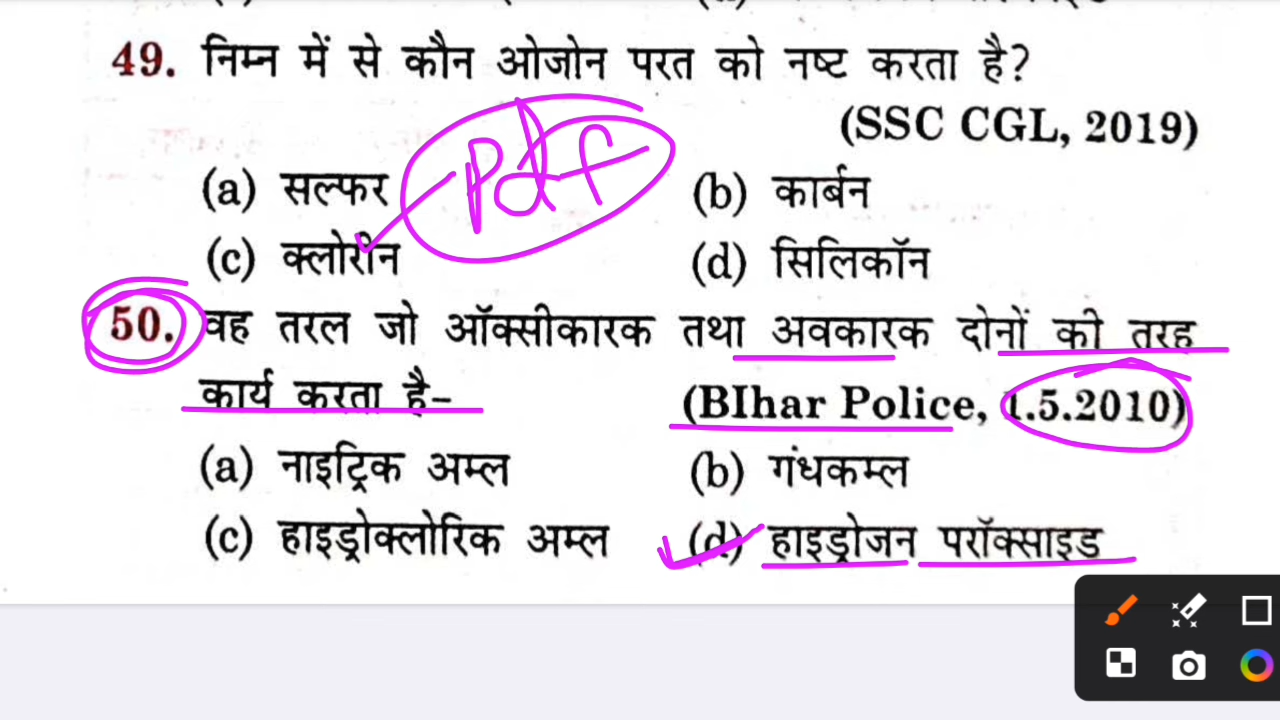 49. निम्न में से कौन ओजोन परत को नष्ट करता है?
(SSC CGL, 2019)
pdf
(a) सल्फर (b) कार्बन
(c) क्लोरीन (d) सिलिकॉन
50. वह तरल जो ऑक्सीकारक तथा अवकारक दोनों की तरह
कार्य करता है– (BIhar Police, 1.5.2010)
(a) नाइट्रिक अम्ल (b) गंधकम्ल
(c) हाइड्रोक्लोरिक अम्ल (d) हाइड्रोजन परॉक्साइड